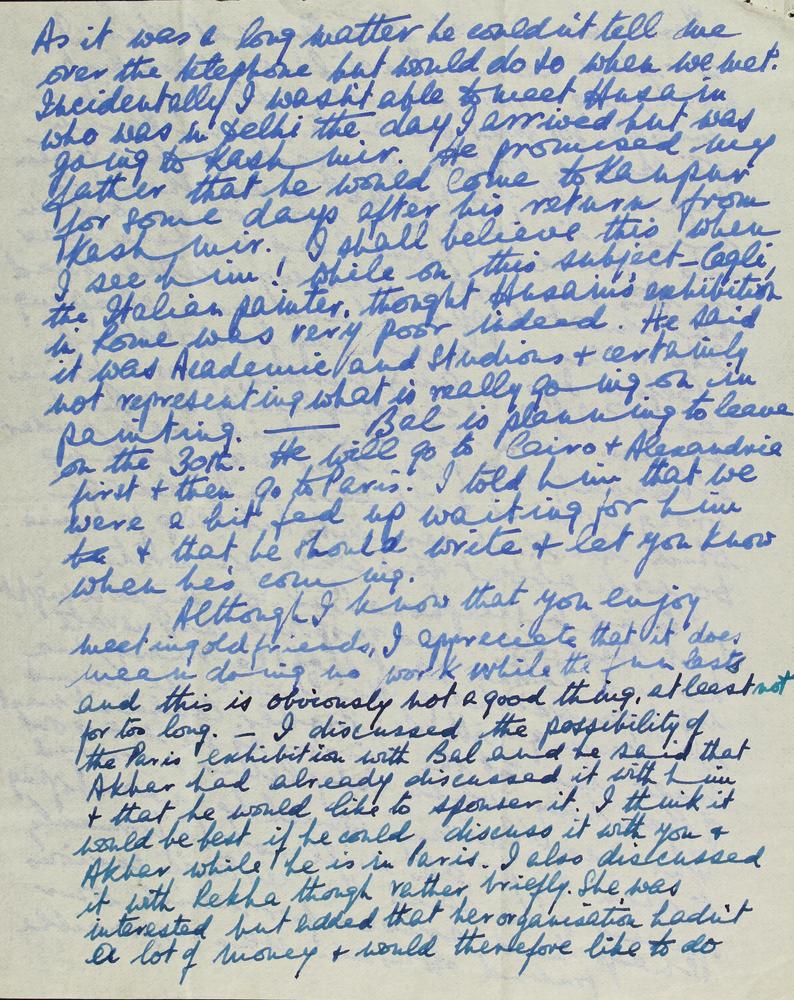 As it was a long matter he couldn't tell me
over the telephone but would do so when we met.
Incidentally I wasn't able to meet Husain
who was in Delhi the day I arrived but was
going to Kashmir. He promised my
father that he would come to Kanpur
for some days after his return from
Kashmir. I shall believe this when
I see him! While on this subject – Cagli,
the Italian painter, thought Husain's exhibition
in Rome was very poor indeed. He said
it was Academic and Studious + certainly
not representing what is really going on in
painting. —— Bal is planning to leave
on the 30th. He will go to Cairo + Alexandria
first + then go to Paris. I told him that we
were a bit fed up waiting for him
+ that he should write + let you know
when he's coming.
Although I know that you enjoy
meeting old friends, I appreciate that it does
mean doing no work while the fun lasts
and this is obviously not a good thing, at least not
for too long. – I discussed the possibility of
the Paris exhibition with Bal and he said that
Akbar had already discussed it with him
+ that he would like to sponser it. I think it
would be best if he could discuss it with you +
Akbar while he is in Paris. I also discussed
it with Rekha though rather briefly. She was
interested but added that her organisation hadn't
a lot of money + would therefore like to do